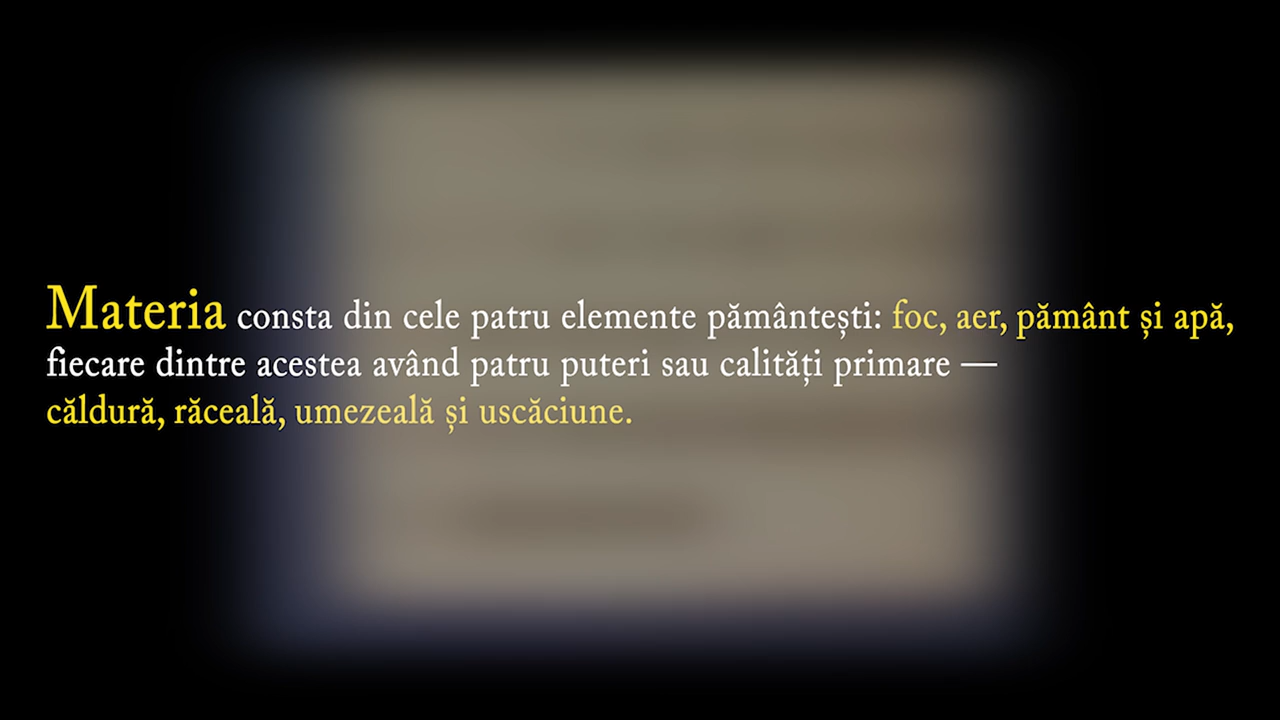 Materia consta din cele patru elemente pământești: foc, aer, pământ și apă,
fiecare dintre acestea având patru puteri sau calități primare —
căldură, răceală, umezeală și uscăciune.